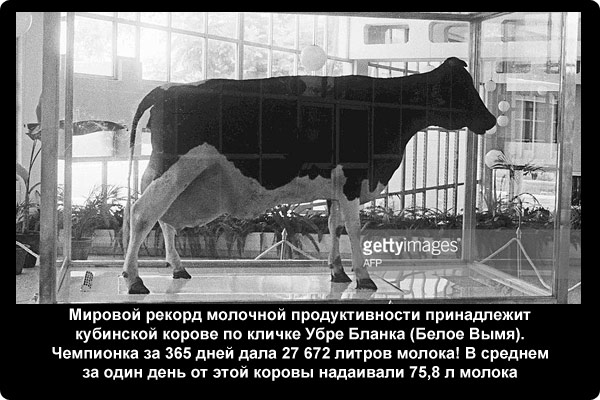 gettyimages
AFP
Мировой рекорд молочной продуктивности принадлежит
кубинской корове по кличке Убре Бланка (Белое Вымя).
Чемпионка за 365 дней дала 27 672 литров молока! В среднем
за один день от этой коровы надаивали 75,8 л молока